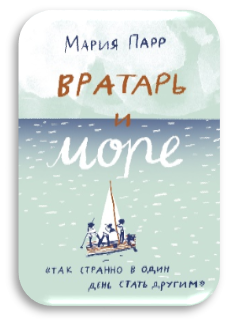 Мария Парр
Вратарь
и
море
«Так странно в один
день стать другим»